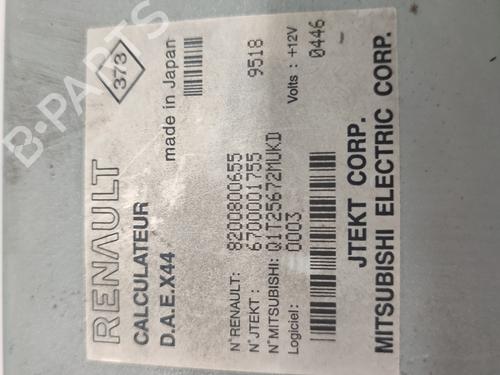 RENAULT
373
CALCULATEUR
made in Japan
D.A.E.X44
N°RENAULT: 8200800655 9518
N°JTEKT : 6700001755
N°MITSUBISHI: Q1T25672MUKD Volts : +12V
Logiciel: 0003 0446
JTEKT CORP.
MITSUBISHI ELECTRIC CORP.
B-PARTS